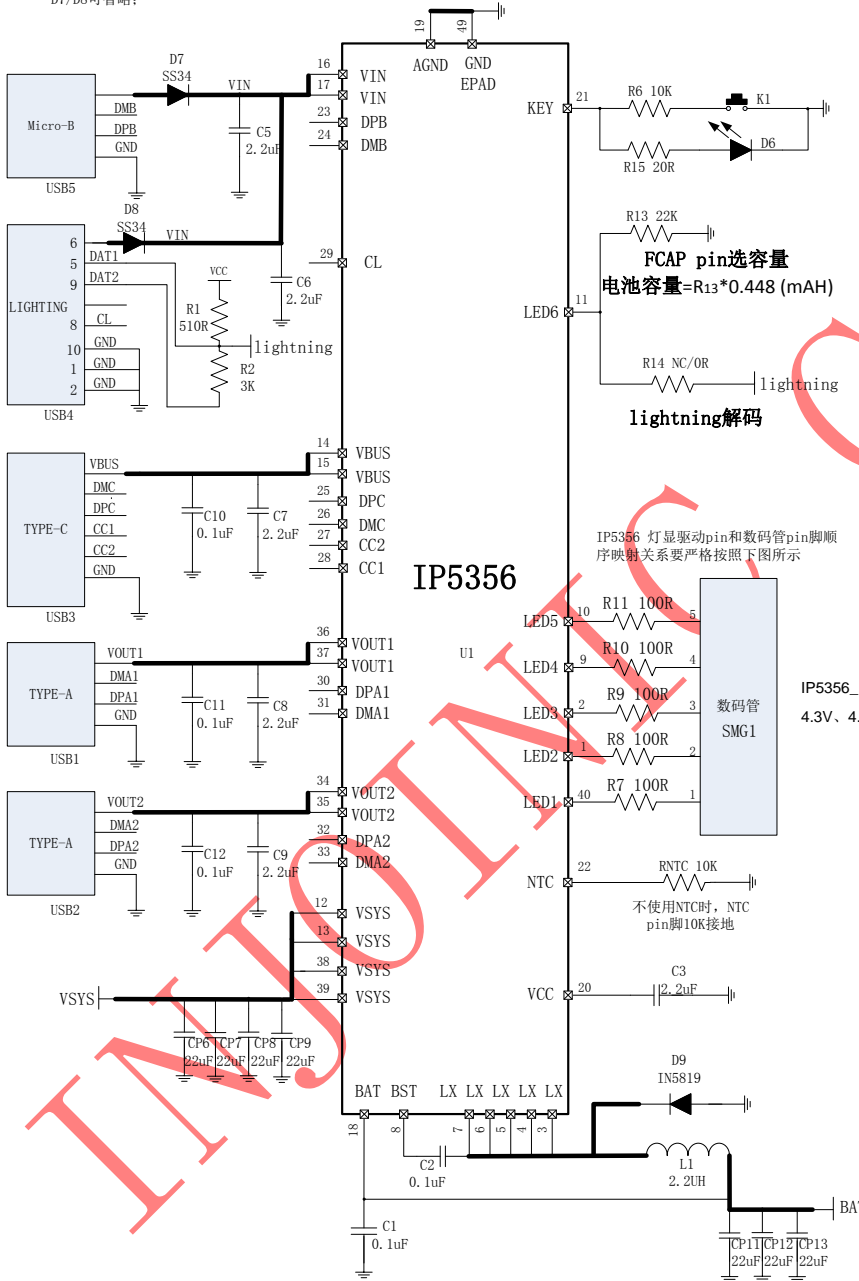 D7/D8可省略;
19
49
AGND
GND
EPAD
D7
SS34
VIN
Micro-B
DMB
DPB
GND
USB5
C5
2.2uF
16
17
23
24
VIN
VIN
DPB
DMB
D8
SS34
VIN
LIGHTING
6
5
9
8
10
1
2
DAT1
DAT2
CL
GND
GND
GND
USB4
VCC
R1
510R
R2
3K
lightning
C6
2.2uF
29
CL
TYPE-C
VBUS
DMC
DPC
CC1
CC2
GND
USB3
C10
0.1uF
C7
2.2uF
14
15
25
26
27
28
VBUS
VBUS
DPC
DMC
CC2
CC1
TYPE-A
VOUT1
DMA1
DPA1
GND
USB1
C11
0.1uF
C8
2.2uF
36
37
30
31
VOUT1
VOUT1
DPA1
DMA1
TYPE-A
VOUT2
DMA2
DPA2
GND
USB2
C12
0.1uF
C9
2.2uF
34
35
32
33
VOUT2
VOUT2
DPA2
DMA2
12
13
38
39
VSYS
VSYS
VSYS
VSYS
VSYS
CP6
22uF
CP7
22uF
CP8
22uF
CP9
22uF
IP5356
U1
KEY
21
R6 10K
K1
R15 20R
D6
R13 22K
FCAP pin选容量
电池容量=R13*0.448 (mAH)
LED6
11
R14 NC/0R
lightning
lightning解码
IP5356 灯显驱动pin和数码管pin脚顺
序映射关系要严格按照下图所示
LED5
10
R11 100R
5
LED4
9
R10 100R
4
LED3
2
R9 100R
3
LED2
1
R8 100R
2
LED1
40
R7 100R
1
数码管
SMG1
IP5356_
4.3V、4.
NTC
22
RNTC 10K
不使用NTC时，NTC
pin脚10K接地
VCC
20
C3
2.2uF
BAT
BST
LX
LX
LX
LX
LX
18
8
7
6
5
4
3
D9
IN5819
C2
0.1uF
L1
2.2UH
C1
0.1uF
BAT
CP11
22uF
CP12
22uF
CP13
22uF
INJOINIC C